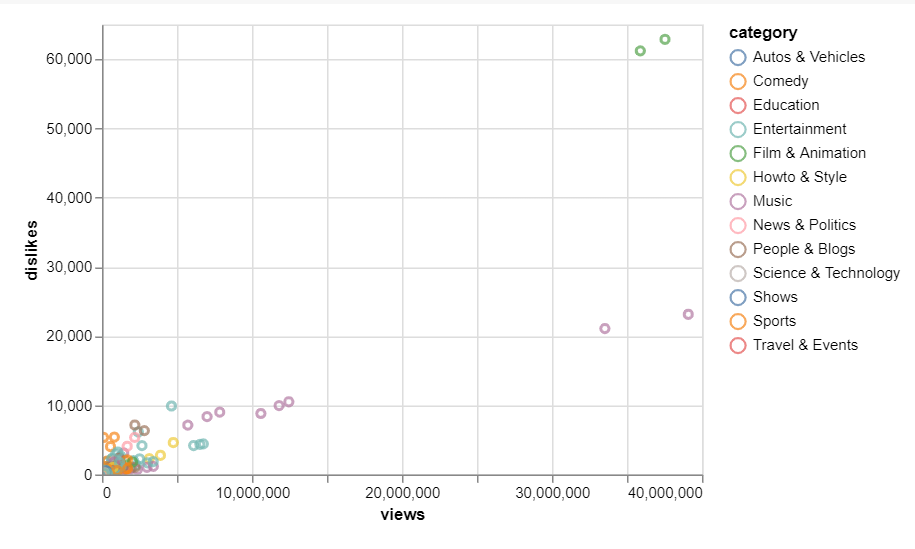 60,000
50,000
40,000
30,000
20,000
10,000
0
dislikes
0 10,000,000 20,000,000 30,000,000 40,000,000
views
category
Autos & Vehicles
Comedy
Education
Entertainment
Film & Animation
Howto & Style
Music
News & Politics
People & Blogs
Science & Technology
Shows
Sports
Travel & Events